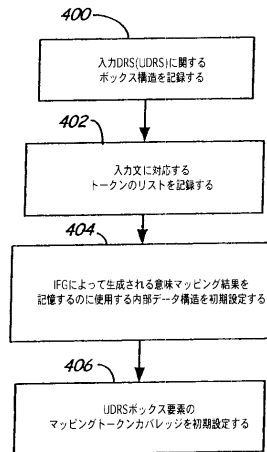 400
入力DRS(UDRS)に関する
ボックス構造を記録する
402
入力文に対応する
トークンのリストを記録する
404
IFGによって生成される意味マッピング結果を
記憶するのに使用する内部データ構造を初期設定する
406
UDRSボックス要素の
マッピングトークンカバレッジを初期設定する